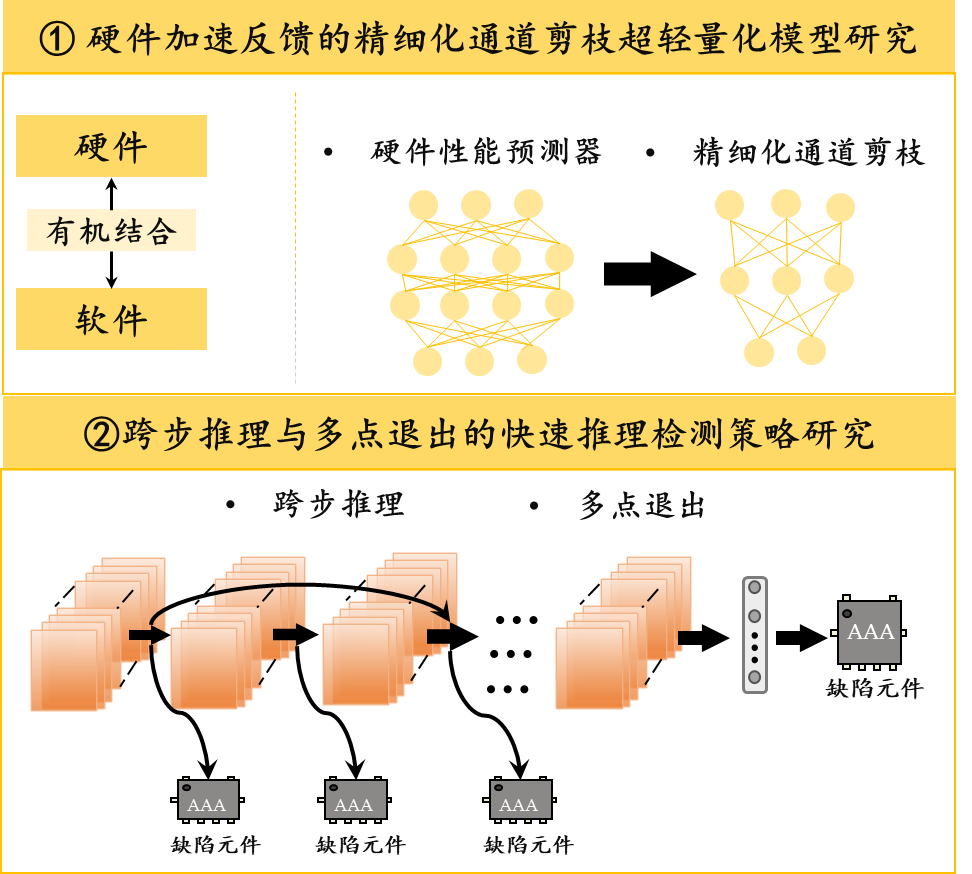 ① 硬件加速反馈的精细化通道剪枝超轻量化模型研究
硬件
有机结合
软件
• 硬件性能预测器
• 精细化通道剪枝
②跨步推理与多点退出的快速推理检测策略研究
• 跨步推理
• 多点退出
AAA
缺陷元件
AAA
缺陷元件
AAA
缺陷元件
AAA
缺陷元件